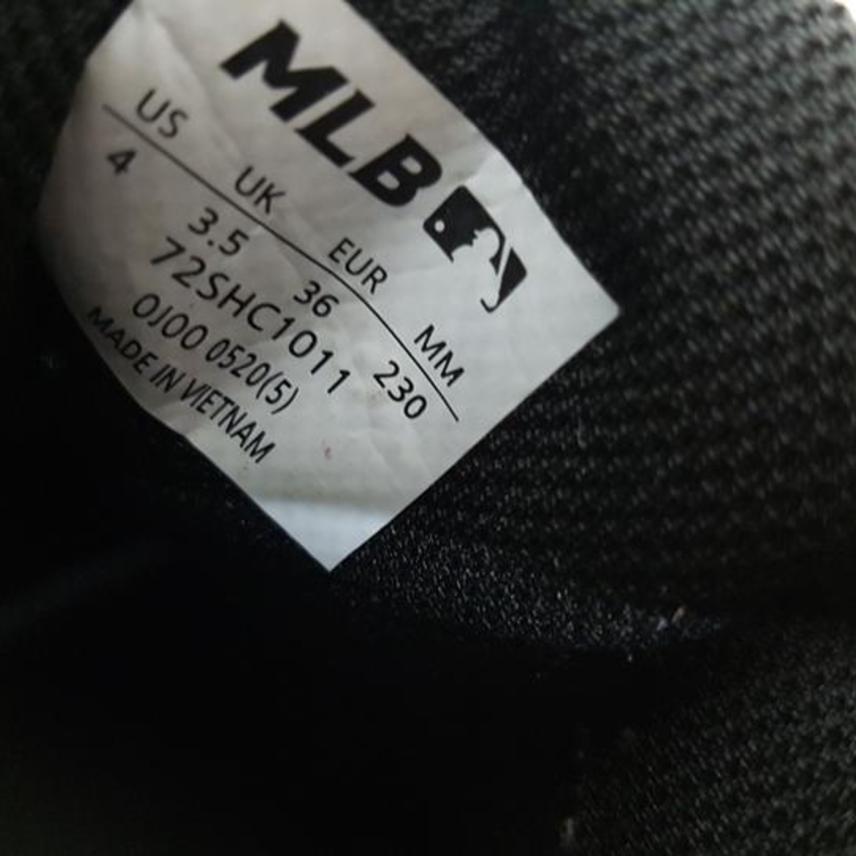 MLB
US UK EUR MM
4 3.5 36 230
72SHC1011
0J00 0520(5)
MADE IN VIETNAM